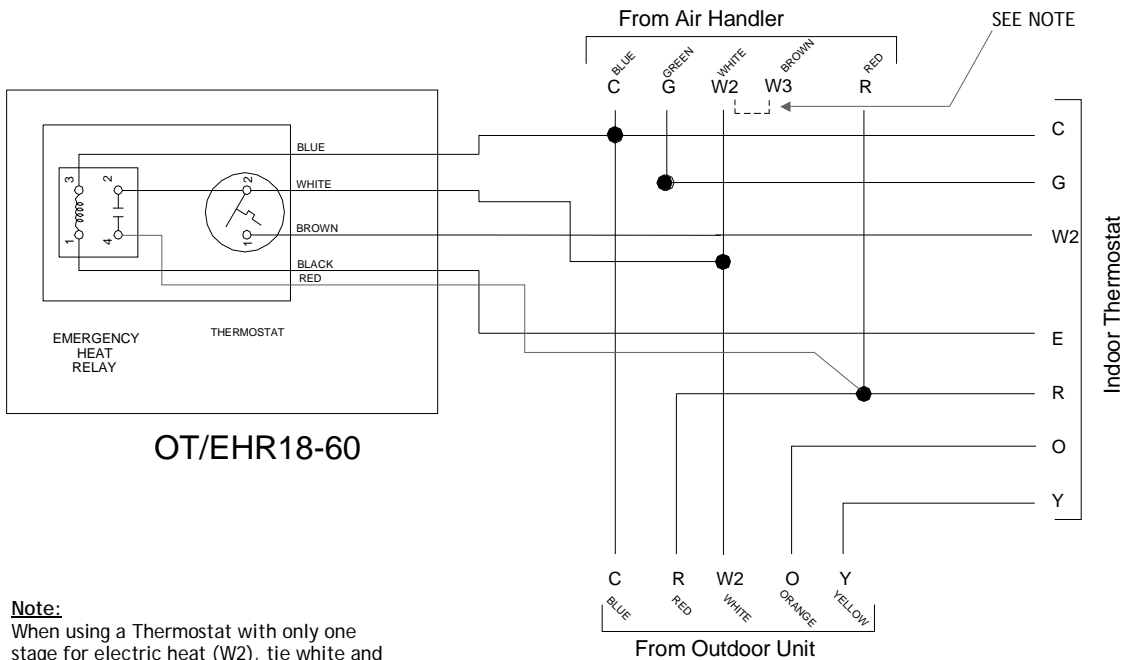 From Air Handler
SEE NOTE
BLUE
GREEN
WHITE
BROWN
RED
C
G
W2
W3
R
C
G
W2
E
R
O
Y
Indoor Thermostat
BLUE
WHITE
BROWN
BLACK
RED
3
2
1
4
2
1
EMERGENCY
HEAT
RELAY
THERMOSTAT
OT/EHR18-60
C
R
W2
O
Y
BLUE
RED
WHITE
ORANGE
YELLOW
From Outdoor Unit
Note:
When using a Thermostat with only one
stage for electric heat (W2), tie white and